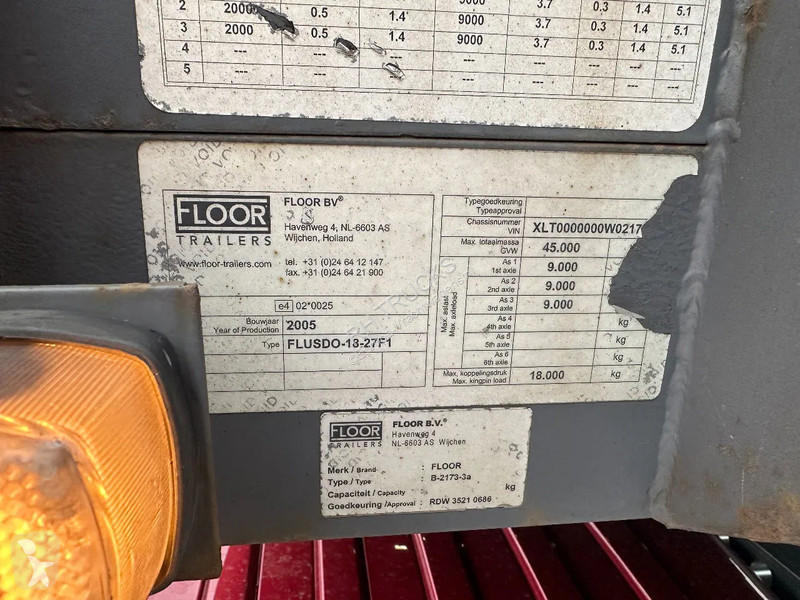 2 2000 0.5 1.4 9000 3.7 0.3 1.4 5.1
3 2000 0.5 1.4 9000 3.7 0.3 1.4 5.1
4 --- --- --- --- --- --- --- ---
5 --- --- --- --- --- --- --- ---
FLOOR TRAILERS
FLOOR BV®
Havenweg 4, NL-6603 AS
Wijchen, Holland
www.floor-trailers.com
tel. +31 (0)24 64 12 147
fax. +31 (0)24 64 21 900
e4 02*0025
Bouwjaar
Year of Production
2005
Type FLUSDO-18-27F1
Typegoedkeuring
Typeapproval
Chassisnummer
VIN
XLT0000000W0217
Max. totaalmassa
GVW
45.000
Max. aslast
Max. axleload
As 1
1st axle
9.000
As 2
2nd axle
9.000
As 3
3rd axle
9.000
As 4
4th axle
kg
As 5
5th axle
kg
As 6
6th axle
kg
Max. koppelingsdruk
Max. kingpin load
18.000 kg
FLOOR TRAILERS
FLOOR B.V.®
Havenweg 4
NL-6603 AS Wijchen
Merk / Brand : FLOOR
Type / Type : B-2173-3a
Capaciteit / Capacity : kg
Goedkeuring / Approval : RDW 3521 0686